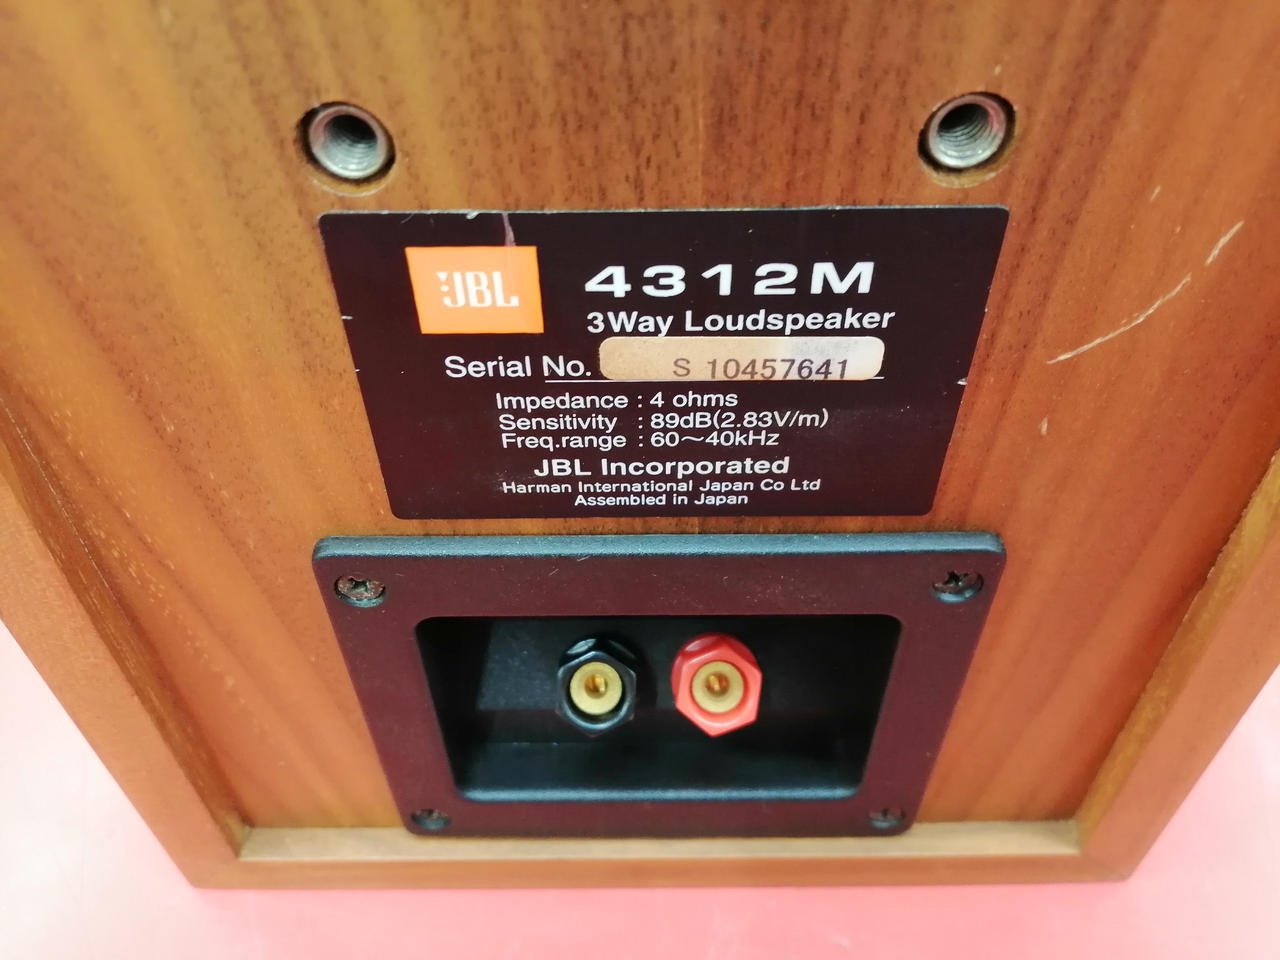 JBL
4312M
3Way Loudspeaker
Serial No. S 10457641
Impedance : 4 ohms
Sensitivity : 89dB(2.83V/m)
Freq.range : 60～40kHz
JBL Incorporated
Harman International Japan Co Ltd
Assembled in Japan